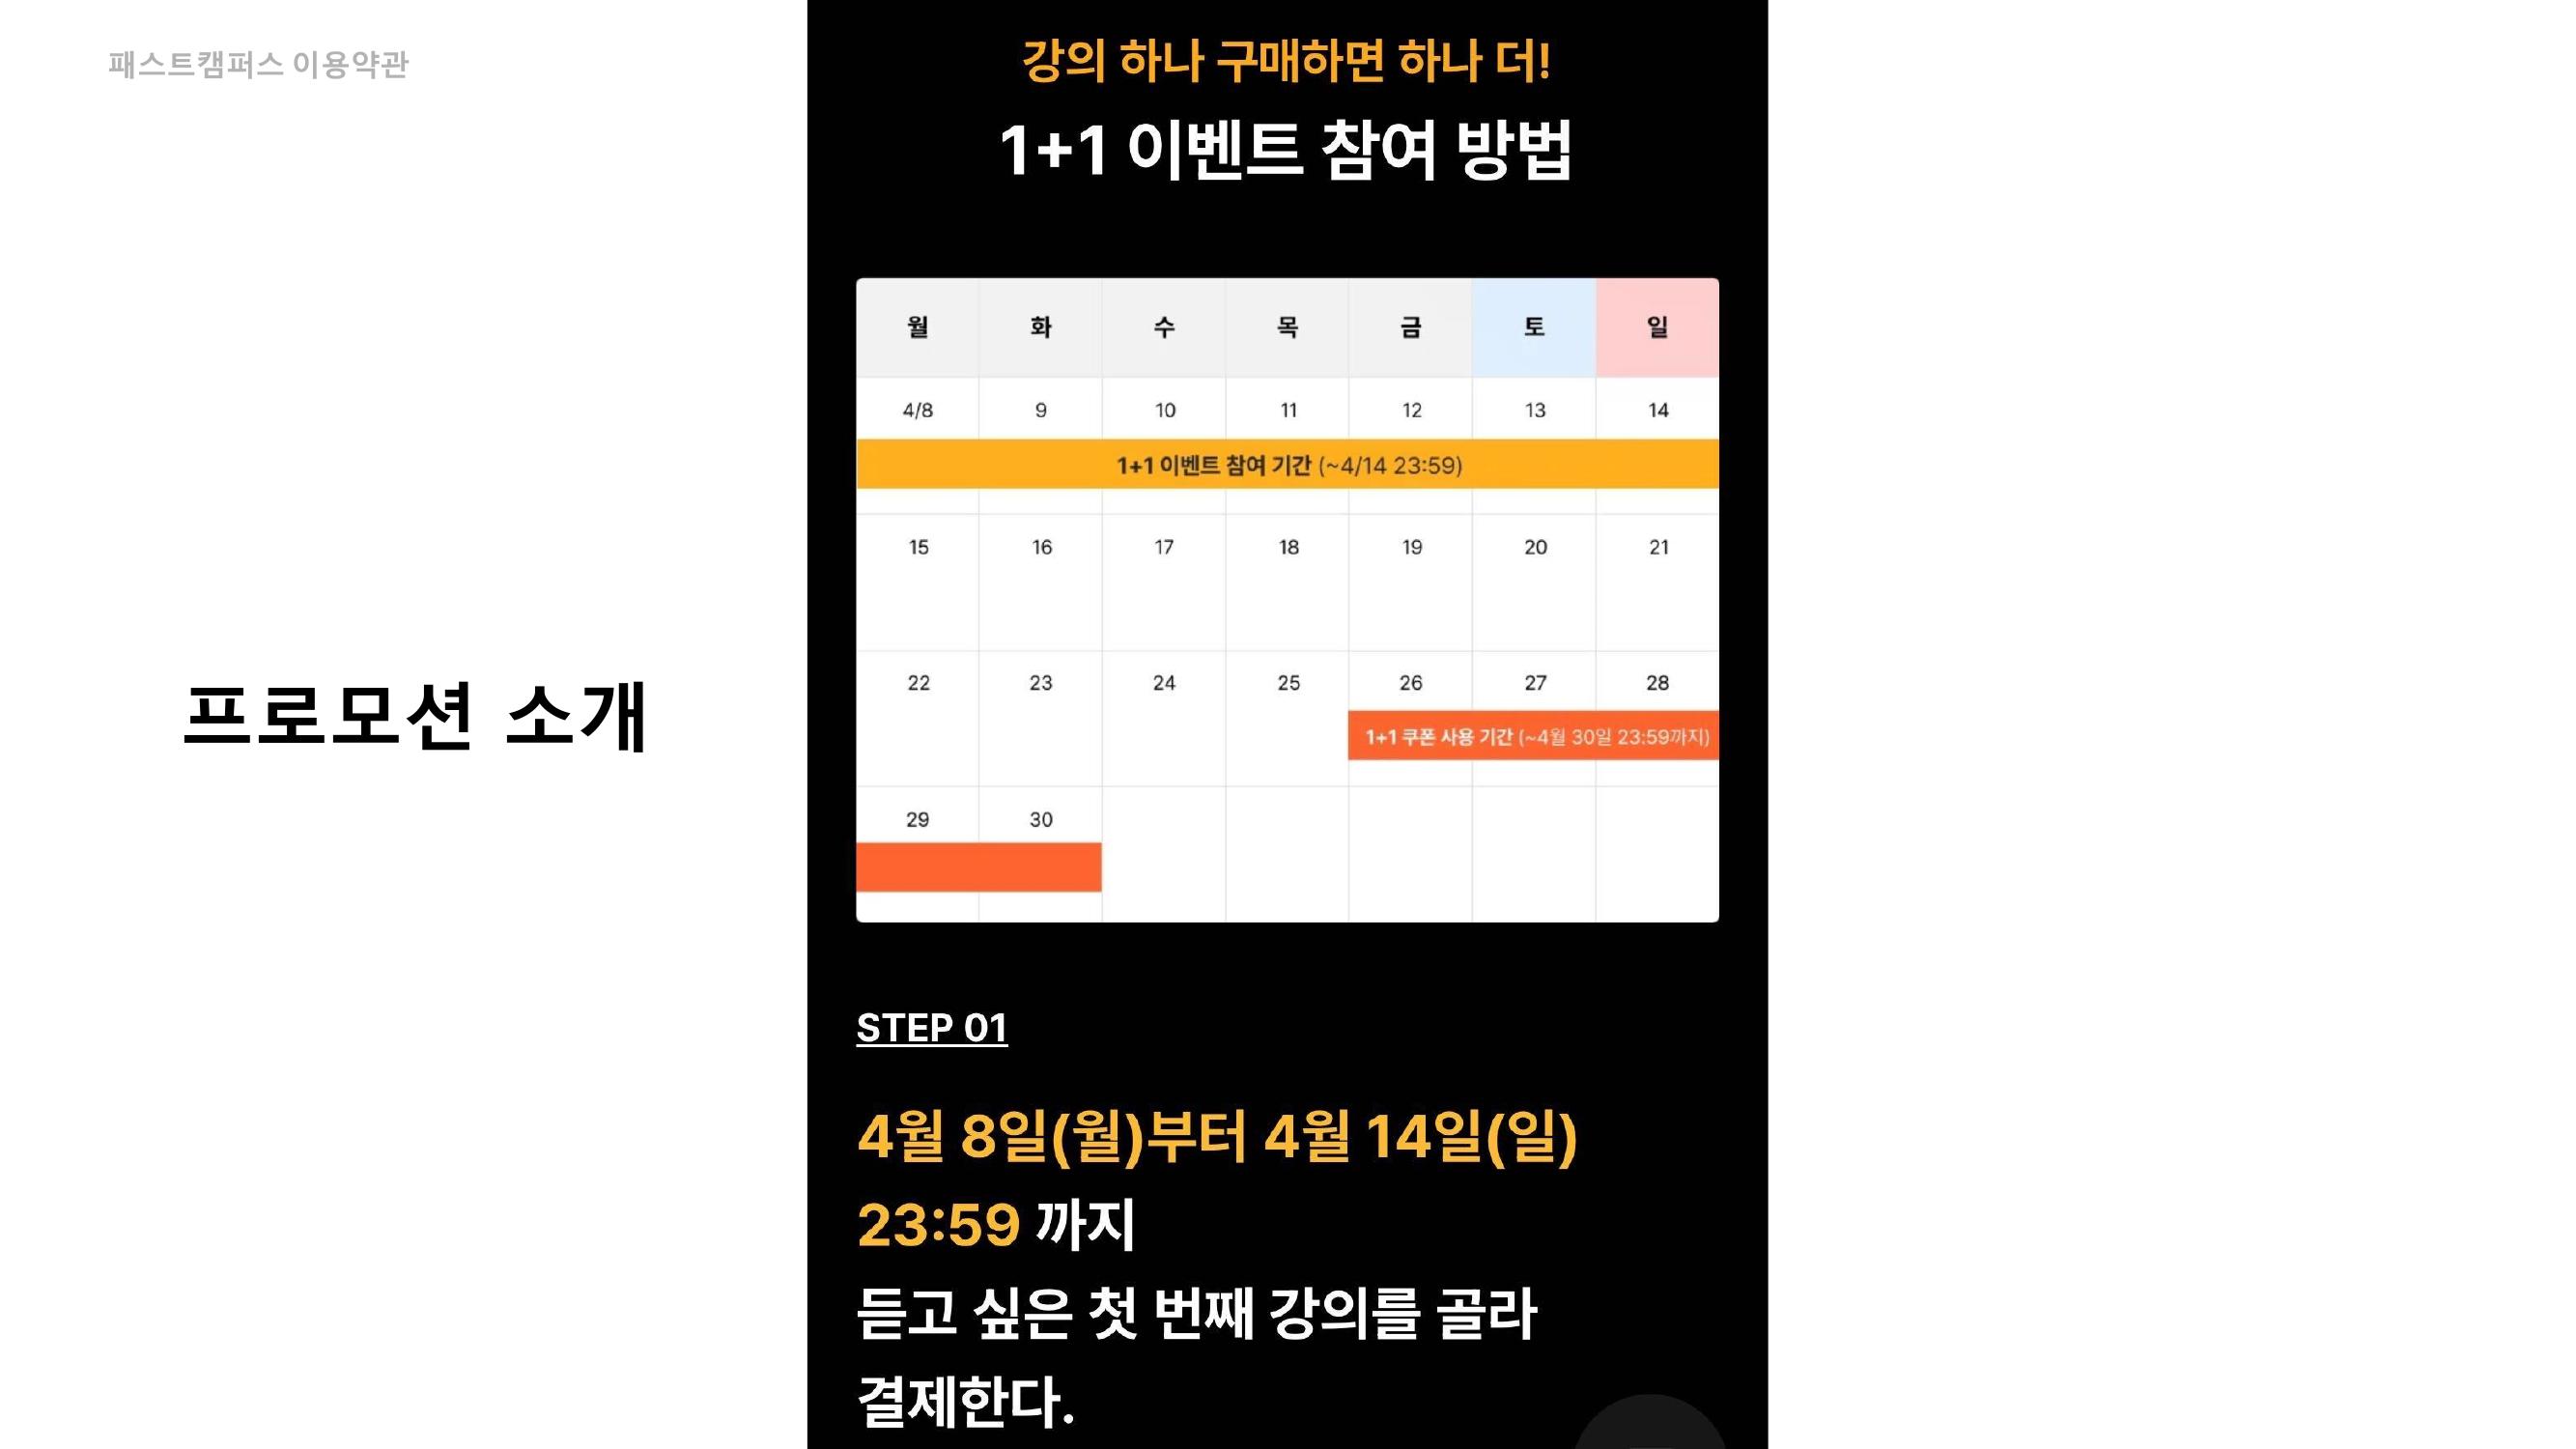 패스트캠퍼스 이용약관
프로모션 소개
강의 하나 구매하면 하나 더!
1+1 이벤트 참여 방법
월 화 수 목 금 토 일
4/8 9 10 11 12 13 14
1+1 이벤트 참여 기간 (~4/14 23:59)
15 16 17 18 19 20 21
22 23 24 25 26 27 28
1+1 쿠폰 사용 기간 (~4월 30일 23:59까지)
29 30
STEP 01
4월 8일(월)부터 4월 14일(일)
23:59 까지
듣고 싶은 첫 번째 강의를 골라
결제한다.